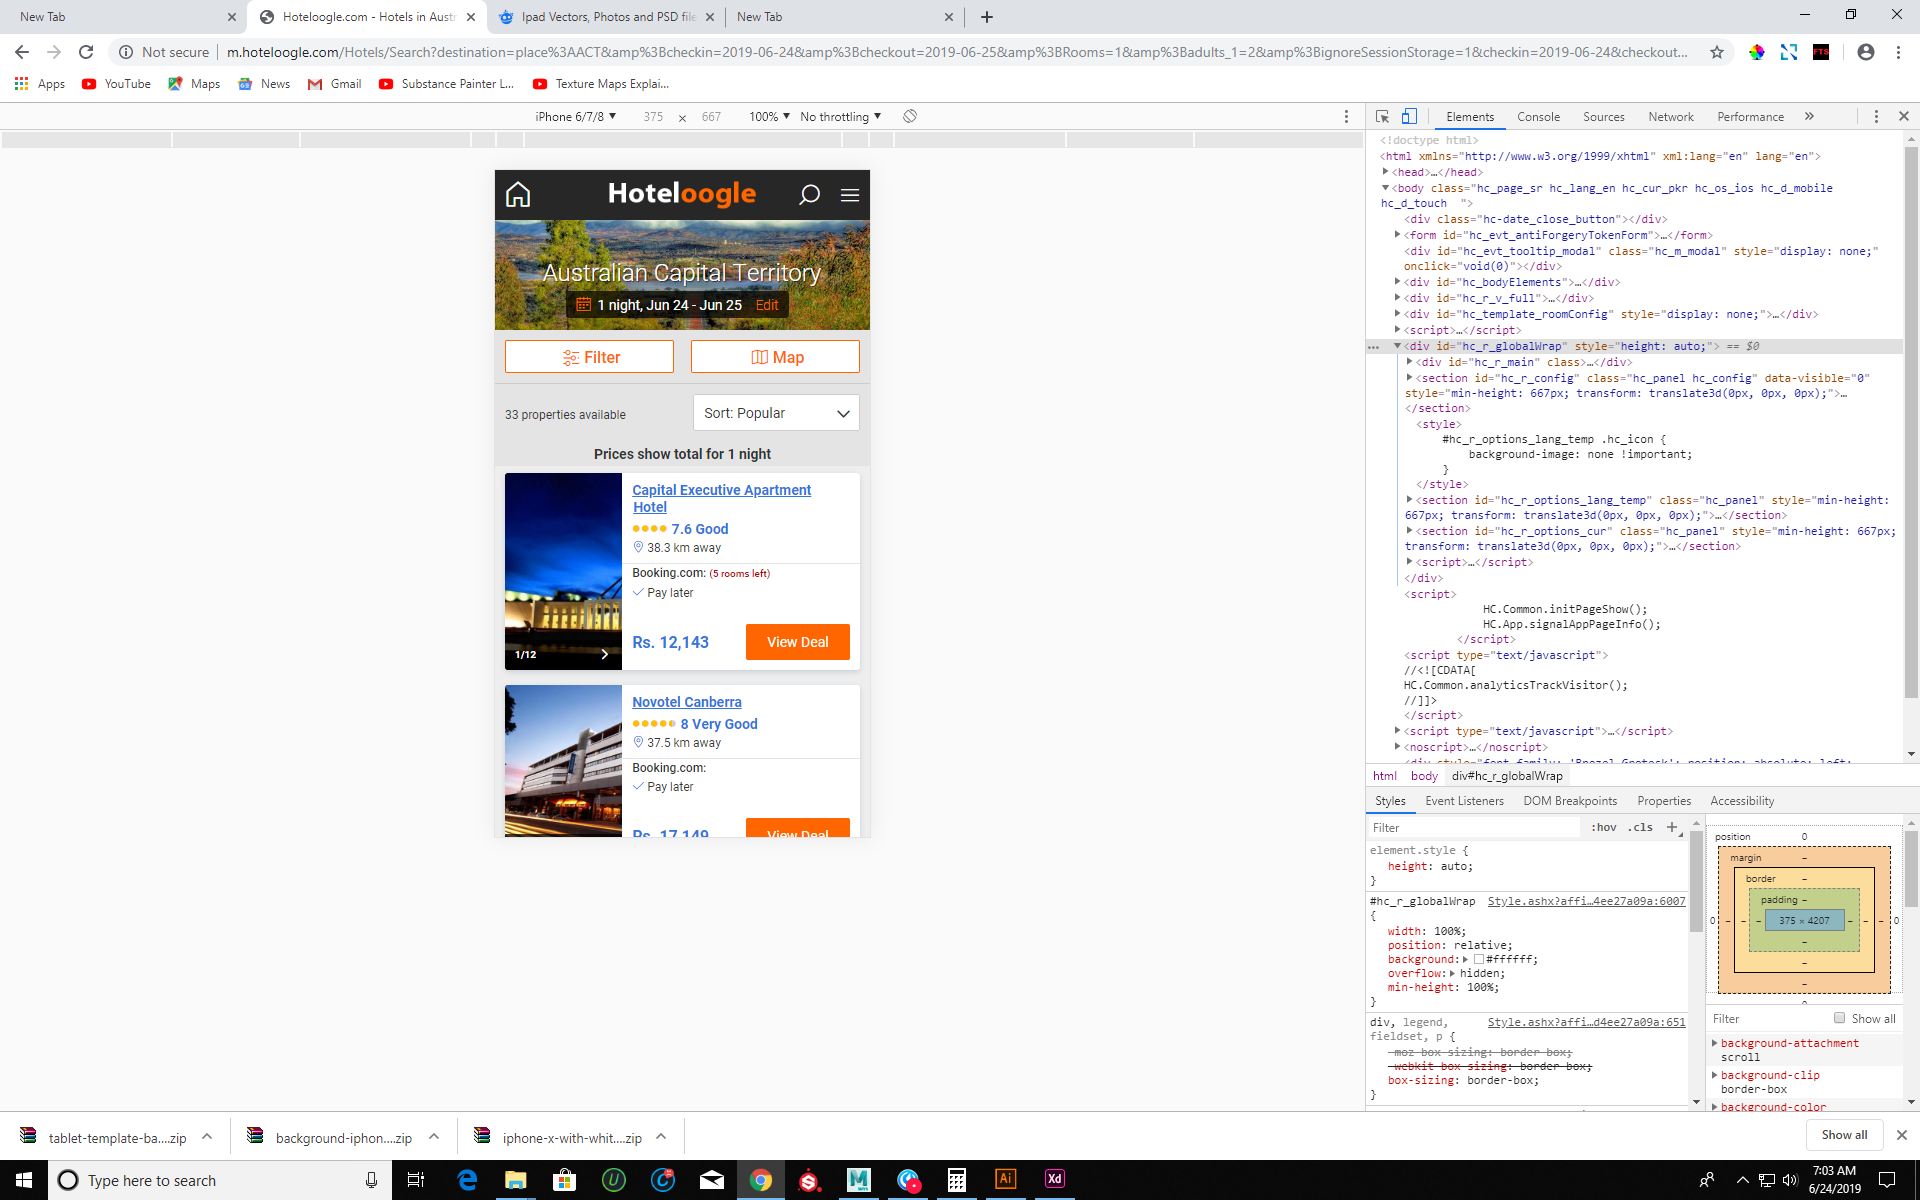 New Tab
Hoteloogle.com - Hotels in Austr
Ipad Vectors, Photos and PSD file
New Tab
Not secure
m.hoteloogle.com/Hotels/Search?destination=place%3AACT&amp%3Bcheckin=2019-06-24&amp%3Bcheckout=2019-06-25&amp%3BRooms=1&amp%3Badults_1=2&amp%3BignoreSessionStorage=1&checkin=2019-06-24&checkout...
FTS
Apps
YouTube
Maps
News
Gmail
Substance Painter L...
Texture Maps Explai...
iPhone 6/7/8 ▼ 375 × 667 100% ▼ No throttling ▼
Hoteloogle
Australian Capital Territory
1 night, Jun 24 - Jun 25 Edit
Filter
Map
33 properties available
Sort: Popular
Prices show total for 1 night
Capital Executive Apartment
Hotel
7.6 Good
38.3 km away
Booking.com: (5 rooms left)
Pay later
Rs. 12,143
View Deal
1/12
Novotel Canberra
8 Very Good
37.5 km away
Booking.com:
Pay later
Rs. 17,149
View Deal
Elements Console Sources Network Performance »
<!doctype html>
<html xmlns="http://www.w3.org/1999/xhtml" xml:lang="en" lang="en">
<head>…</head>
<body class="hc_page_sr hc_lang_en hc_cur_pkr hc_os_ios hc_d_mobile
hc_d_touch  ">
<div class="hc-date_close_button"></div>
<form id="hc_evt_antiForgeryTokenForm">…</form>
<div id="hc_evt_tooltip_modal" class="hc_m_modal" style="display: none;"
onclick="void(0)"></div>
<div id="hc_bodyElements">…</div>
<div id="hc_r_v_full">…</div>
<div id="hc_template_roomConfig" style="display: none;">…</div>
<script>…</script>
<div id="hc_r_globalWrap" style="height: auto;"> == $0
<div id="hc_r_main" class>…</div>
<section id="hc_r_config" class="hc_panel hc_config" data-visible="0"
style="min-height: 667px; transform: translate3d(0px, 0px, 0px);">…
</section>
<style>
#hc_r_options_lang_temp .hc_icon {
background-image: none !important;
}
</style>
<section id="hc_r_options_lang_temp" class="hc_panel" style="min-height:
667px; transform: translate3d(0px, 0px, 0px);">…</section>
<section id="hc_r_options_cur" class="hc_panel" style="min-height: 667px;
transform: translate3d(0px, 0px, 0px);">…</section>
<script>…</script>
</div>
<script>
HC.Common.initPageShow();
HC.App.signalAppPageInfo();
</script>
<script type="text/javascript">
//<![CDATA[
HC.Common.analyticsTrackVisitor();
//]]>
</script>
<script type="text/javascript">…</script>
<noscript>…</noscript>
<div style="font-family: 'Brezel Grotesk'; position: absolute; left:
html body div#hc_r_globalWrap
Styles Event Listeners DOM Breakpoints Properties Accessibility
Filter :hov .cls +
element.style {
height: auto;
}
#hc_r_globalWrap Style.ashx?affi…4ee27a09a:6007
{
width: 100%;
position: relative;
background: #ffffff;
overflow: hidden;
min-height: 100%;
}
div, legend, Style.ashx?affi…d4ee27a09a:651
fieldset, p {
-moz-box-sizing: border-box;
-webkit-box-sizing: border-box;
box-sizing: border-box;
}
position 0
margin –
border –
padding –
0 – – – 375 × 4207 – – – 0
–
–
–
0
Filter Show all
background-attachment
scroll
background-clip
border-box
background-color
tablet-template-ba....zip
background-iphon....zip
iphone-x-with-whit....zip
Show all
Type here to search
Ai
Xd
7:03 AM
6/24/2019